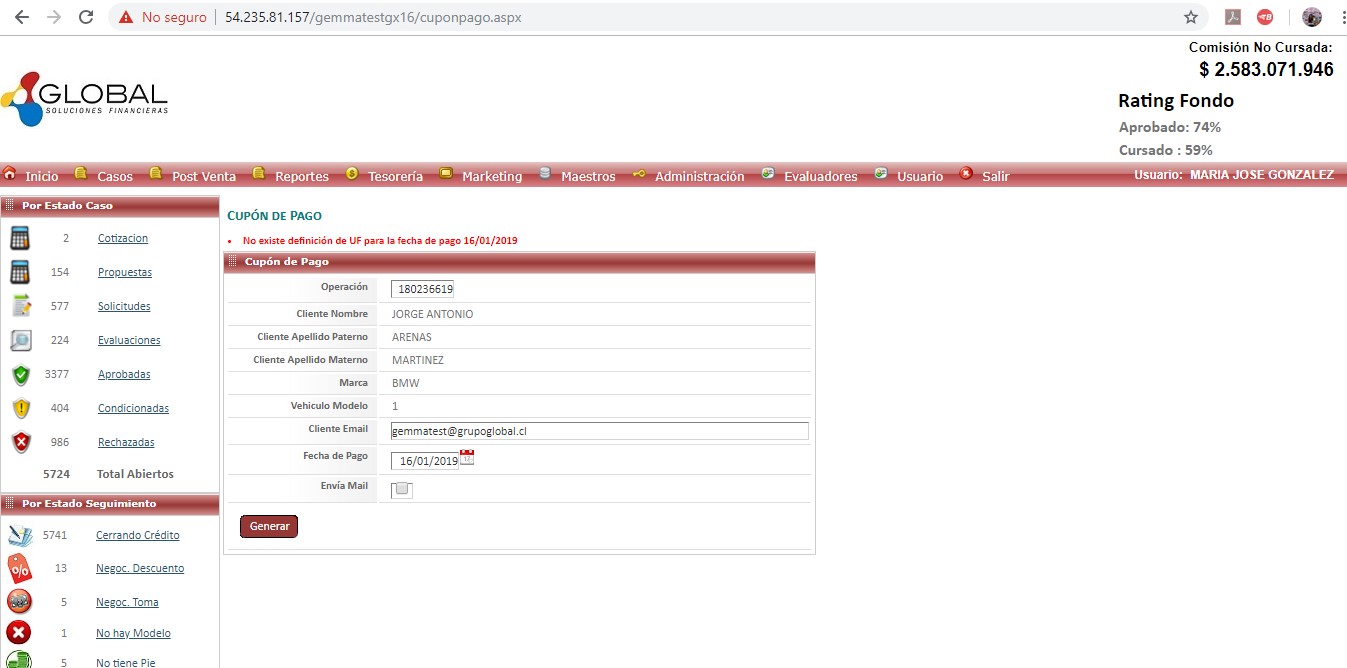 No seguro
54.235.81.157/gemmatestgx16/cuponpago.aspx
Comisión No Cursada:
$ 2.583.071.946
GLOBAL
SOLUCIONES FINANCIERAS
Rating Fondo
Aprobado: 74%
Cursado : 59%
Inicio Casos Post Venta Reportes Tesorería Marketing Maestros Administración Evaluadores Usuario Salir Usuario: MARIA JOSE GONZALEZ
Por Estado Caso
2 Cotizacion
154 Propuestas
577 Solicitudes
224 Evaluaciones
3377 Aprobadas
404 Condicionadas
986 Rechazadas
5724 Total Abiertos
Por Estado Seguimiento
5741 Cerrando Crédito
13 Negoc. Descuento
5 Negoc. Toma
1 No hay Modelo
5 No tiene Pie
CUPÓN DE PAGO
No existe definición de UF para la fecha de pago 16/01/2019
Cupón de Pago
Operación 180236619
Cliente Nombre JORGE ANTONIO
Cliente Apellido Paterno ARENAS
Cliente Apellido Materno MARTINEZ
Marca BMW
Vehiculo Modelo 1
Cliente Email gemmatest@grupoglobal.cl
Fecha de Pago 16/01/2019
Envía Mail
Generar